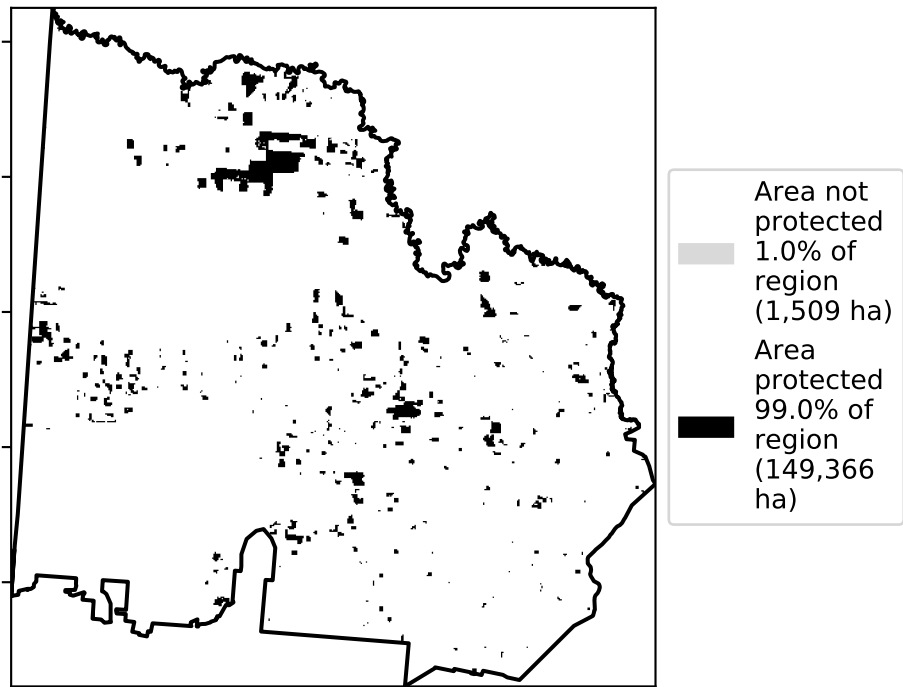 Area not
protected
1.0% of
region
(1,509 ha)
Area
protected
99.0% of
region
(149,366
ha)